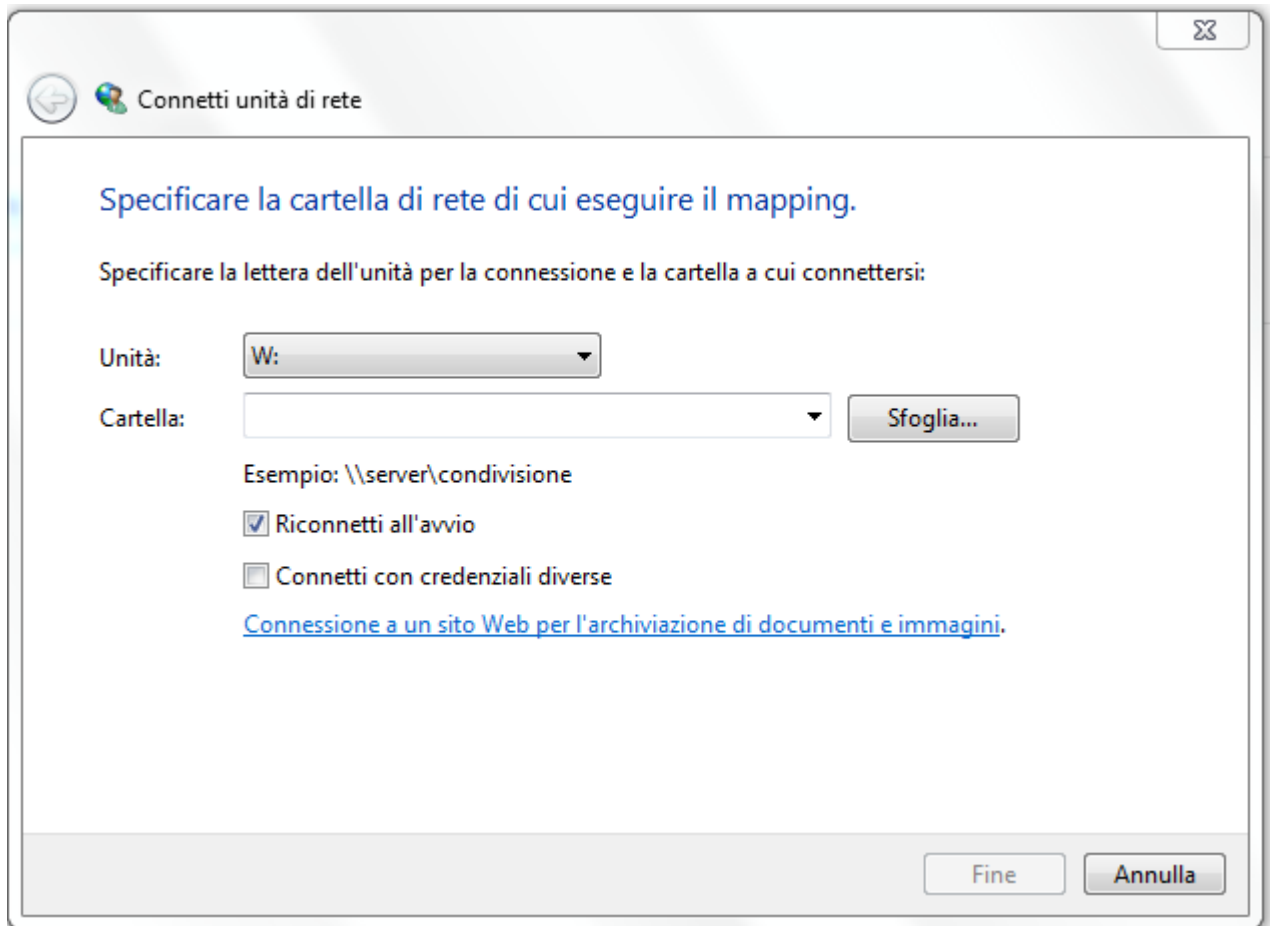 Connetti unità di rete
Specificare la cartella di rete di cui eseguire il mapping.
Specificare la lettera dell'unità per la connessione e la cartella a cui connettersi:
Unità: W:
Cartella: Sfoglia...
Esempio: \\server\condivisione
Riconnetti all'avvio
Connetti con credenziali diverse
Connessione a un sito Web per l'archiviazione di documenti e immagini.
Fine Annulla